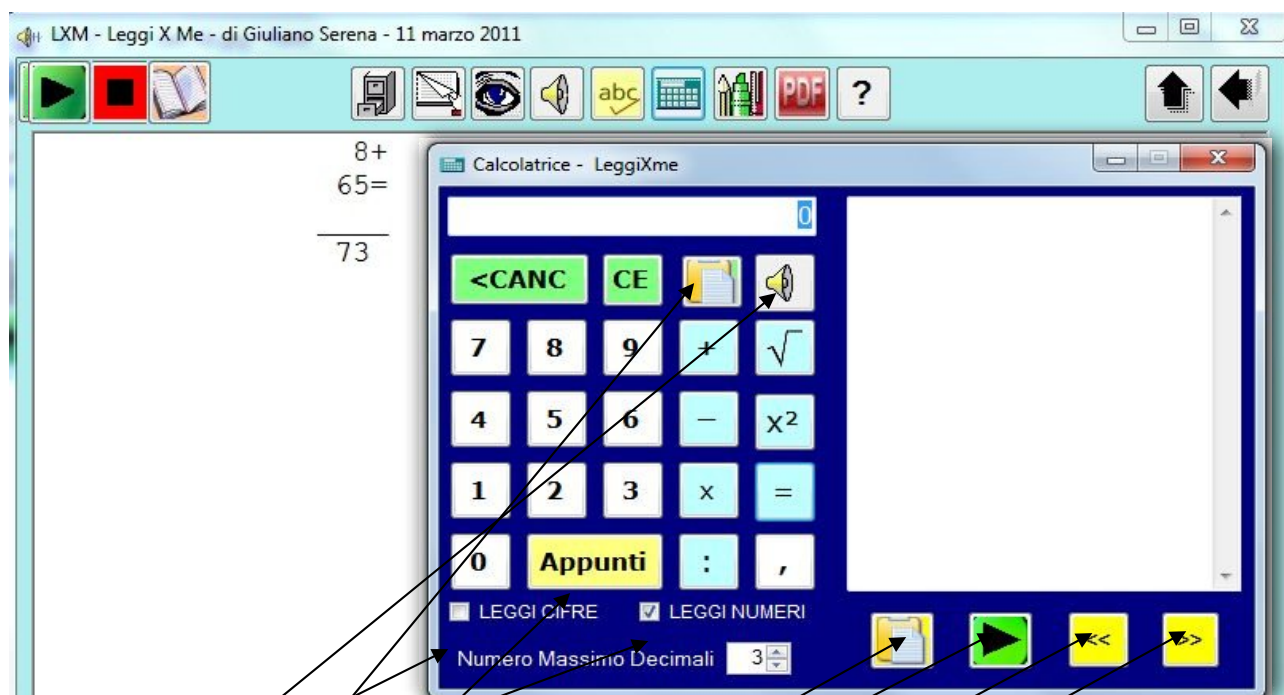 LXM - Leggi X Me - di Giuliano Serena - 11 marzo 2011
abc
PDF
?
8+
65=
73
Calcolatrice - LeggiXme
0
<CANC CE
7 8 9 + √
4 5 6 − x²
1 2 3 x =
0 Appunti : ,
LEGGI CIFRE LEGGI NUMERI
Numero Massimo Decimali 3
<< >>